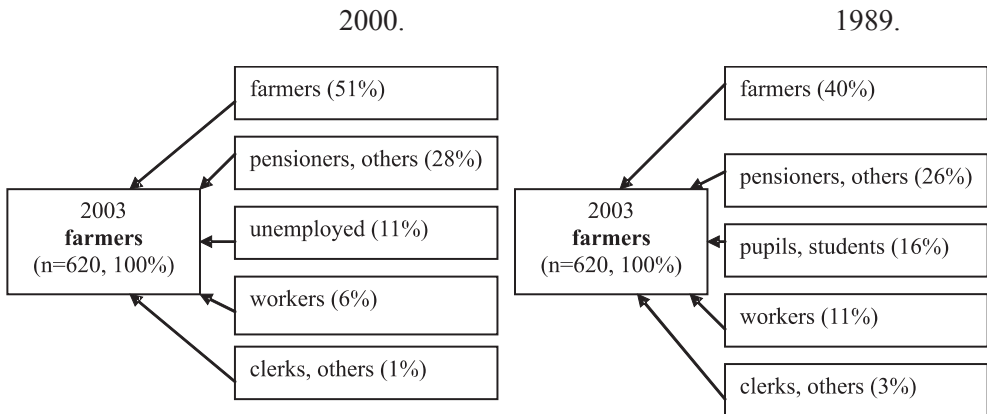 2000.
farmers (51%)
pensioners, others (28%)
2003
farmers
(n=620, 100%)
unemployed (11%)
workers (6%)
clerks, others (1%)
1989.
farmers (40%)
pensioners, others (26%)
2003
farmers
(n=620, 100%)
pupils, students (16%)
workers (11%)
clerks, others (3%)